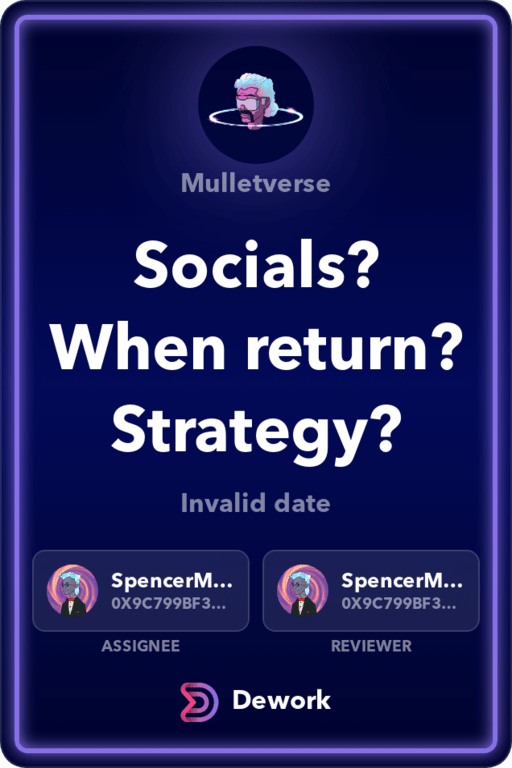 Mulletverse
Socials?
When return?
Strategy?
Invalid date
SpencerM...
0X9C799BF3...
ASSIGNEE
SpencerM...
0X9C799BF3...
REVIEWER
Dework